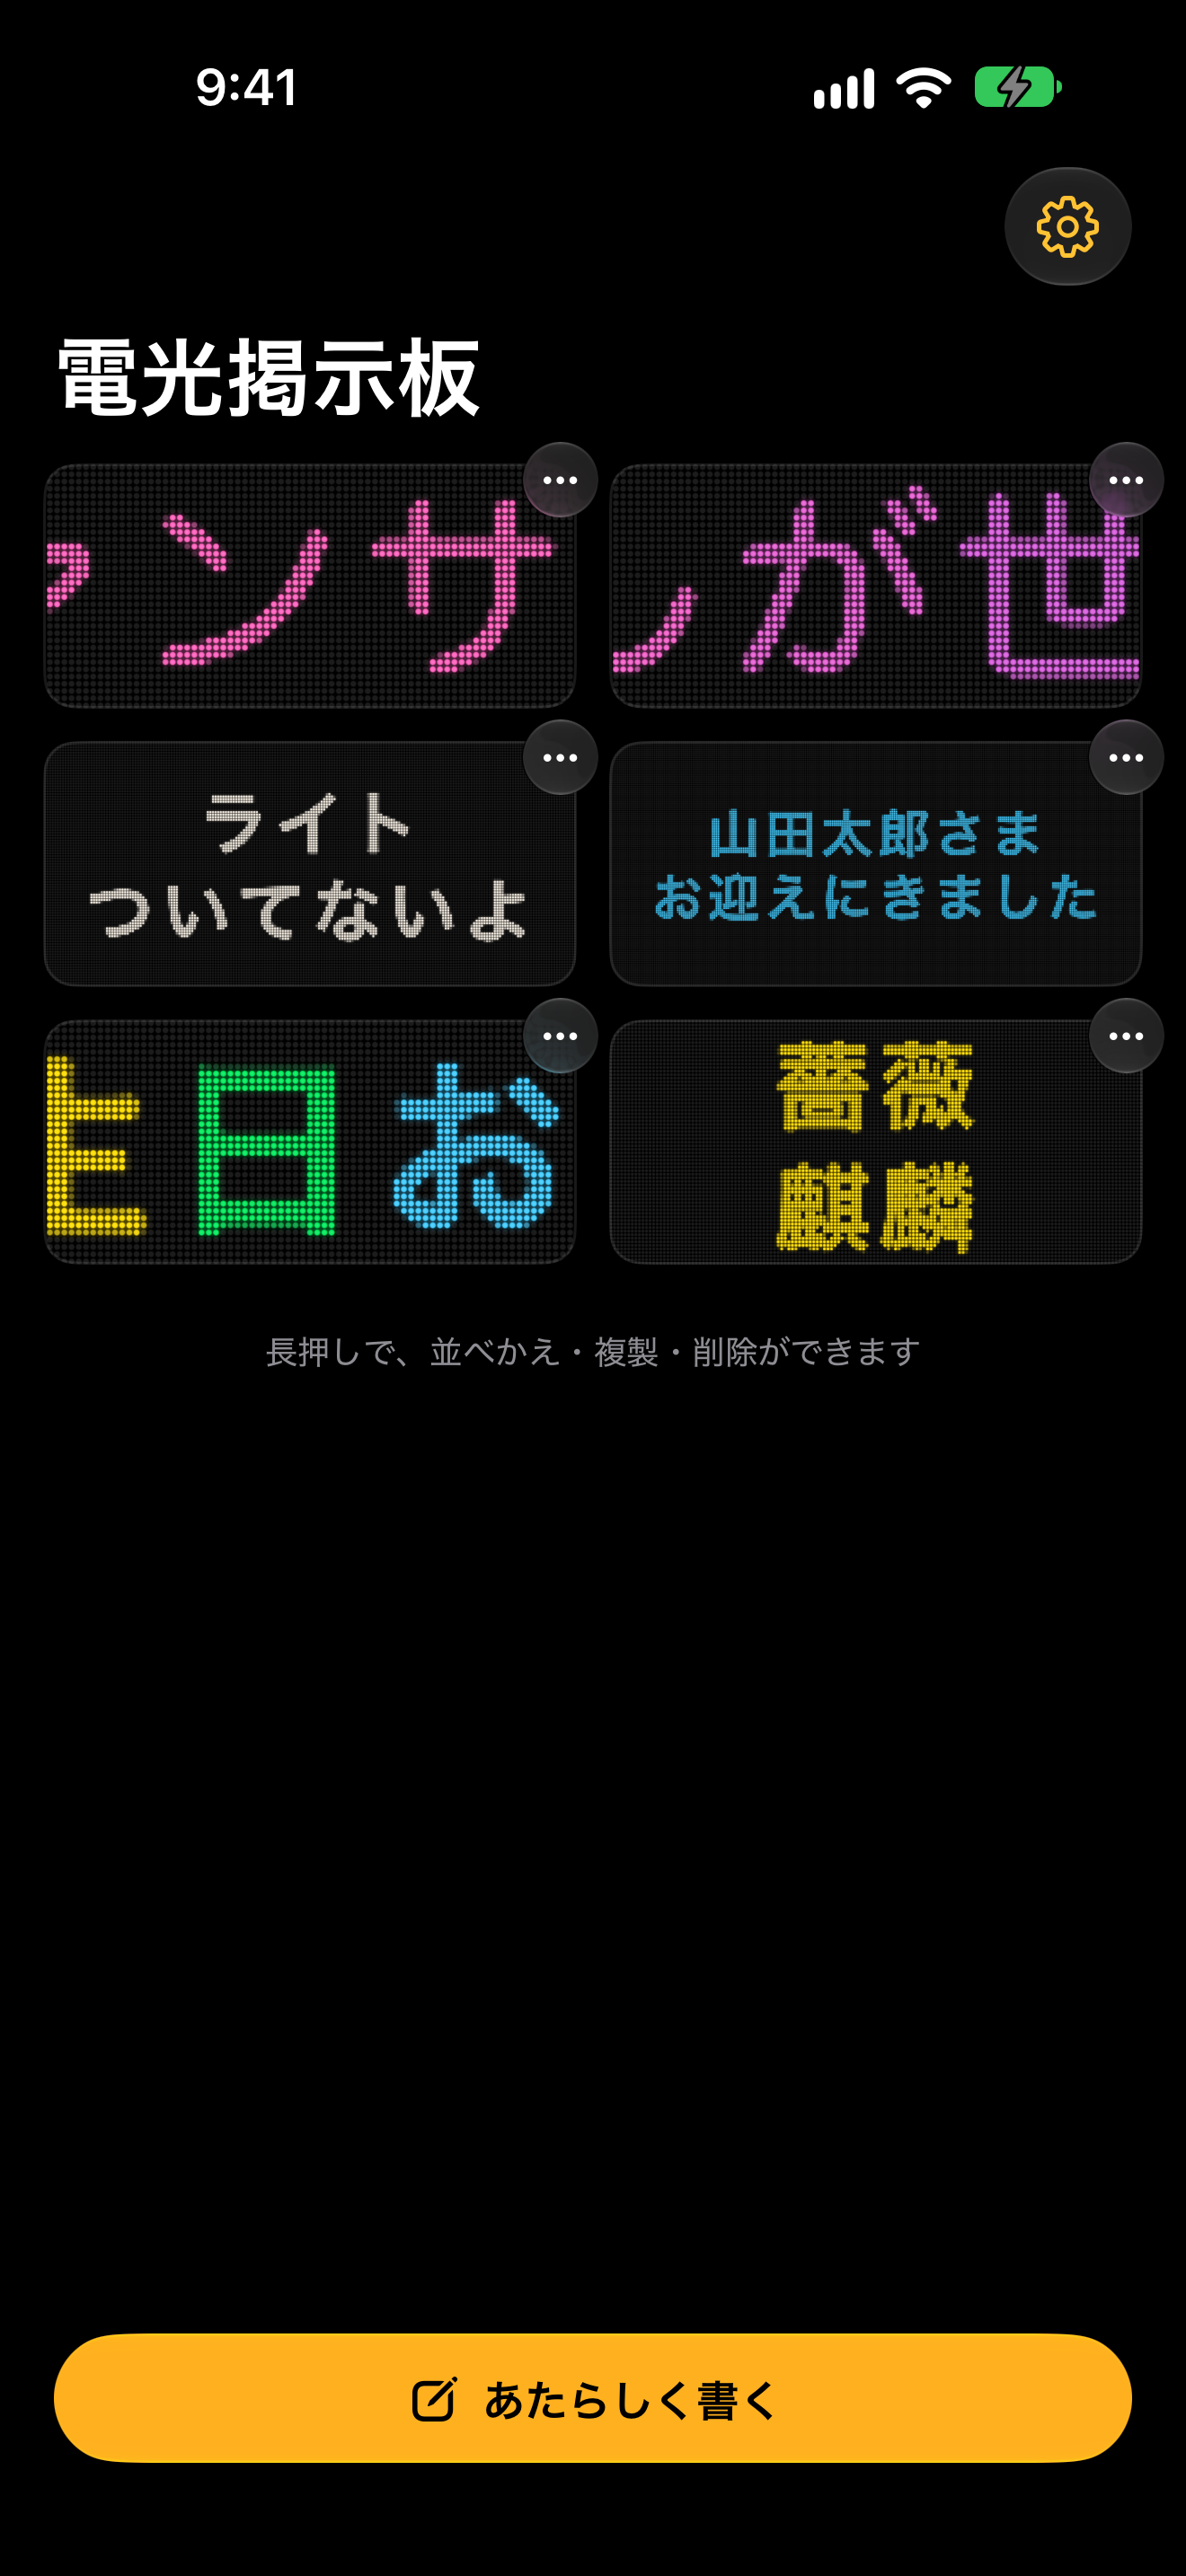 9:41
電光掲示板
ンサ
が世
ライト
ついてないよ
山田太郎さま
お迎えにきました
日お
薔薇
麒麟
長押しで、並べかえ・複製・削除ができます
あたらしく書く